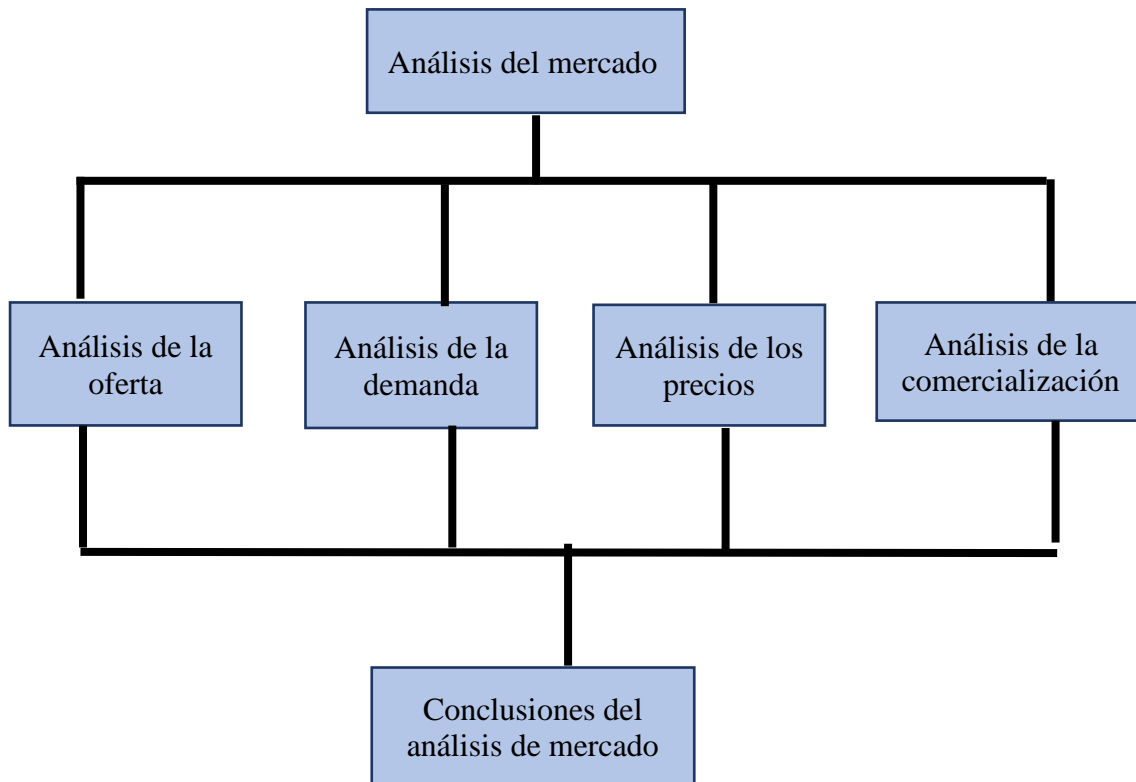 Análisis del mercado
Análisis de la
oferta
Análisis de la
demanda
Análisis de los
precios
Análisis de la
comercialización
Conclusiones del
análisis de mercado